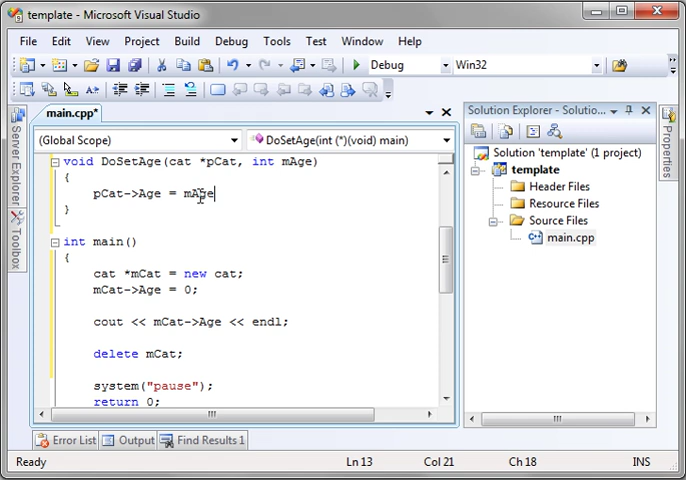 template - Microsoft Visual Studio
File Edit View Project Build Debug Tools Test Window Help
Debug Win32
main.cpp*
(Global Scope) DoSetAge(int (*)(void) main)
void DoSetAge(cat *pCat, int mAge)
{
pCat->Age = mAge
}
int main()
{
cat *mCat = new cat;
mCat->Age = 0;
cout << mCat->Age << endl;
delete mCat;
system("pause");
return 0;
Server Explorer
Toolbox
Solution Explorer - Solutio...
Solution 'template' (1 project)
template
Header Files
Resource Files
Source Files
main.cpp
Properties
Error List Output Find Results 1
Ready Ln 13 Col 21 Ch 18 INS